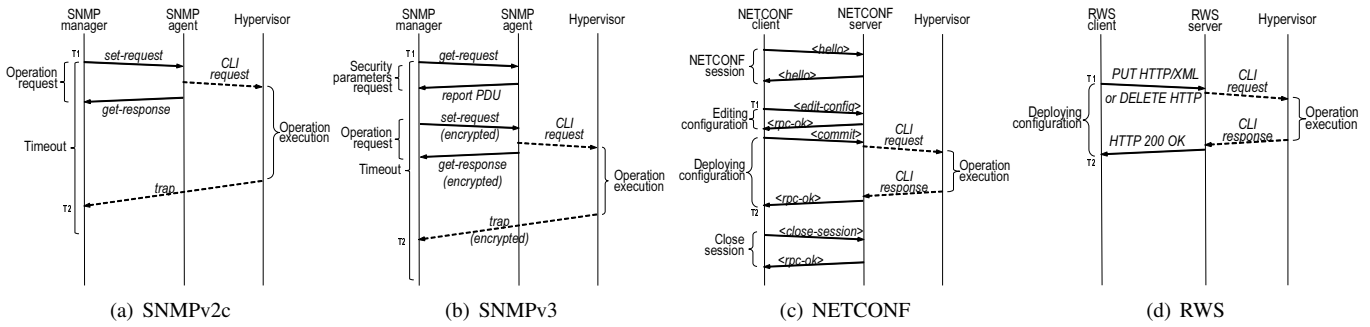 SNMP
manager
SNMP
agent
Hypervisor
T1
set-request
Operation
request
CLI
request
get-response
Operation
execution
Timeout
trap
T2
(a) SNMPv2c
SNMP
manager
SNMP
agent
Hypervisor
T1
get-request
Security
parameters
request
report PDU
set-request
(encrypted)
Operation
request
CLI
request
get-response
(encrypted)
Timeout
Operation
execution
trap
(encrypted)
T2
(b) SNMPv3
NETCONF
client
NETCONF
server
Hypervisor
<hello>
NETCONF
session
<hello>
T1
<edit-config>
Editing
configuration
<rpc-ok>
<commit>
CLI
request
Deploying
configuration
Operation
execution
CLI
response
<rpc-ok>
T2
<close-session>
Close
session
<rpc-ok>
(c) NETCONF
RWS
client
RWS
server
Hypervisor
T1
PUT HTTP/XML
or DELETE HTTP
CLI
request
Deploying
configuration
Operation
execution
CLI
response
HTTP 200 OK
T2
(d) RWS